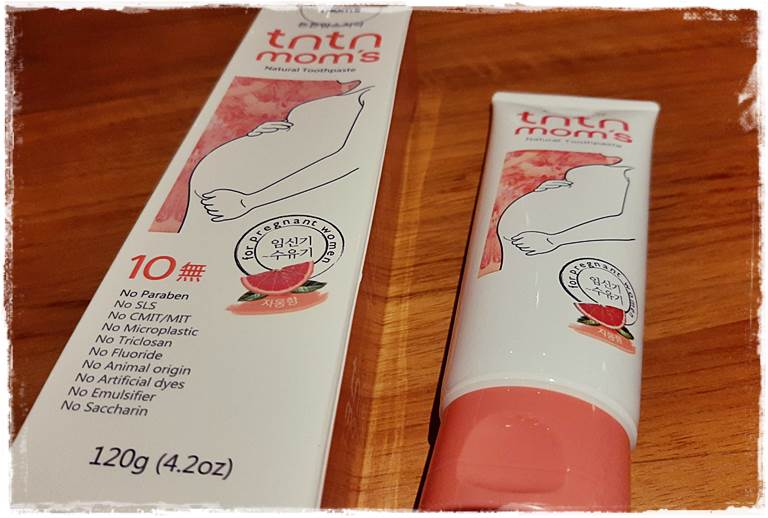 tntn
mom's
Natural Toothpaste
for pregnant women
임신기
~수유기
자몽향
10無
No Paraben
No SLS
No CMIT/MIT
No Microplastic
No Triclosan
No Fluoride
No Animal origin
No Artificial dyes
No Emulsifier
No Saccharin
120g (4.2oz)
tntn
mom's
Natural Toothpaste
for pregnant women
임신기
~수유기
자몽향